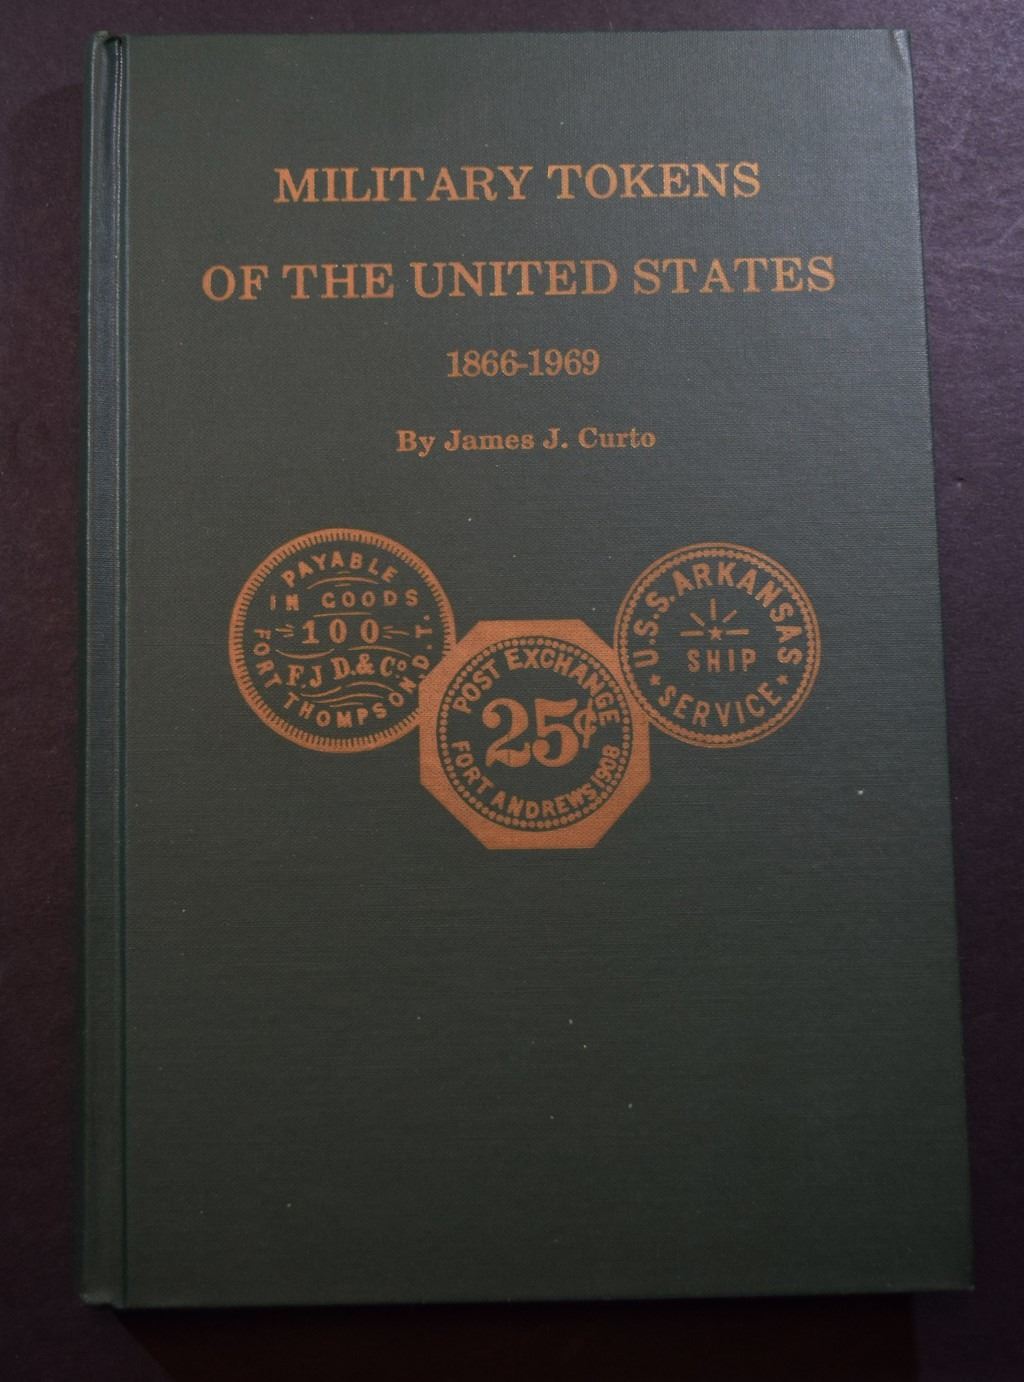 MILITARY TOKENS
OF THE UNITED STATES
1866-1969
By James J. Curto
PAYABLE
IN GOODS
100
F.J D.& Co.
FORT THOMPSON D.T.
POST EXCHANGE
25¢
FORT ANDREWS 1908
U.S.S. ARKANSAS
SHIP
★ SERVICE ★